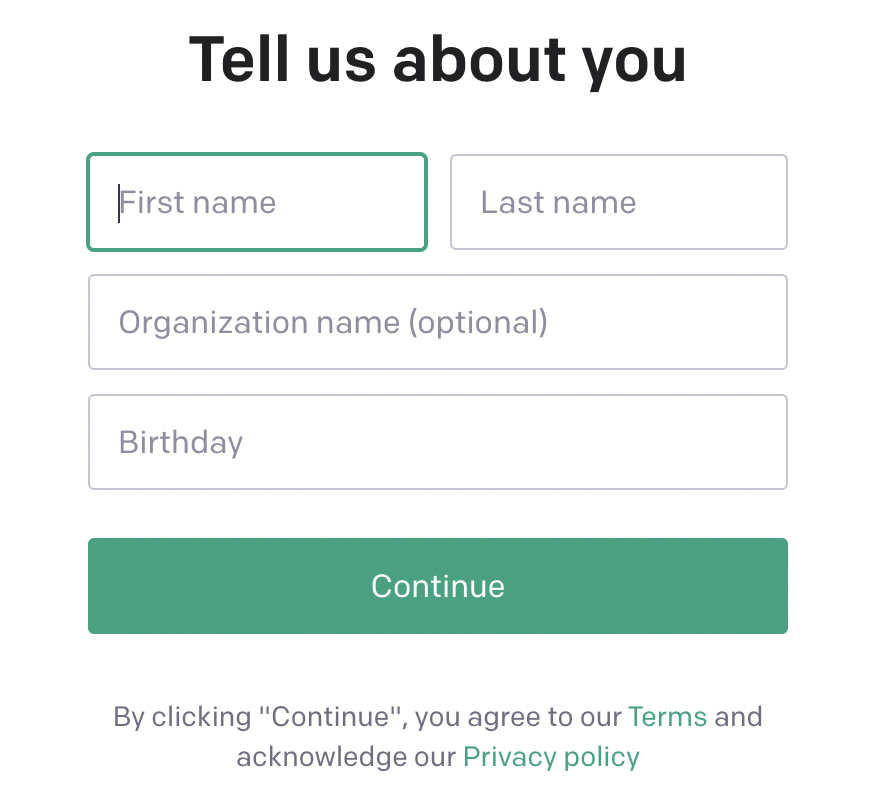 Tell us about you
First name
Last name
Organization name (optional)
Birthday
Continue
By clicking "Continue", you agree to our Terms and
acknowledge our Privacy policy